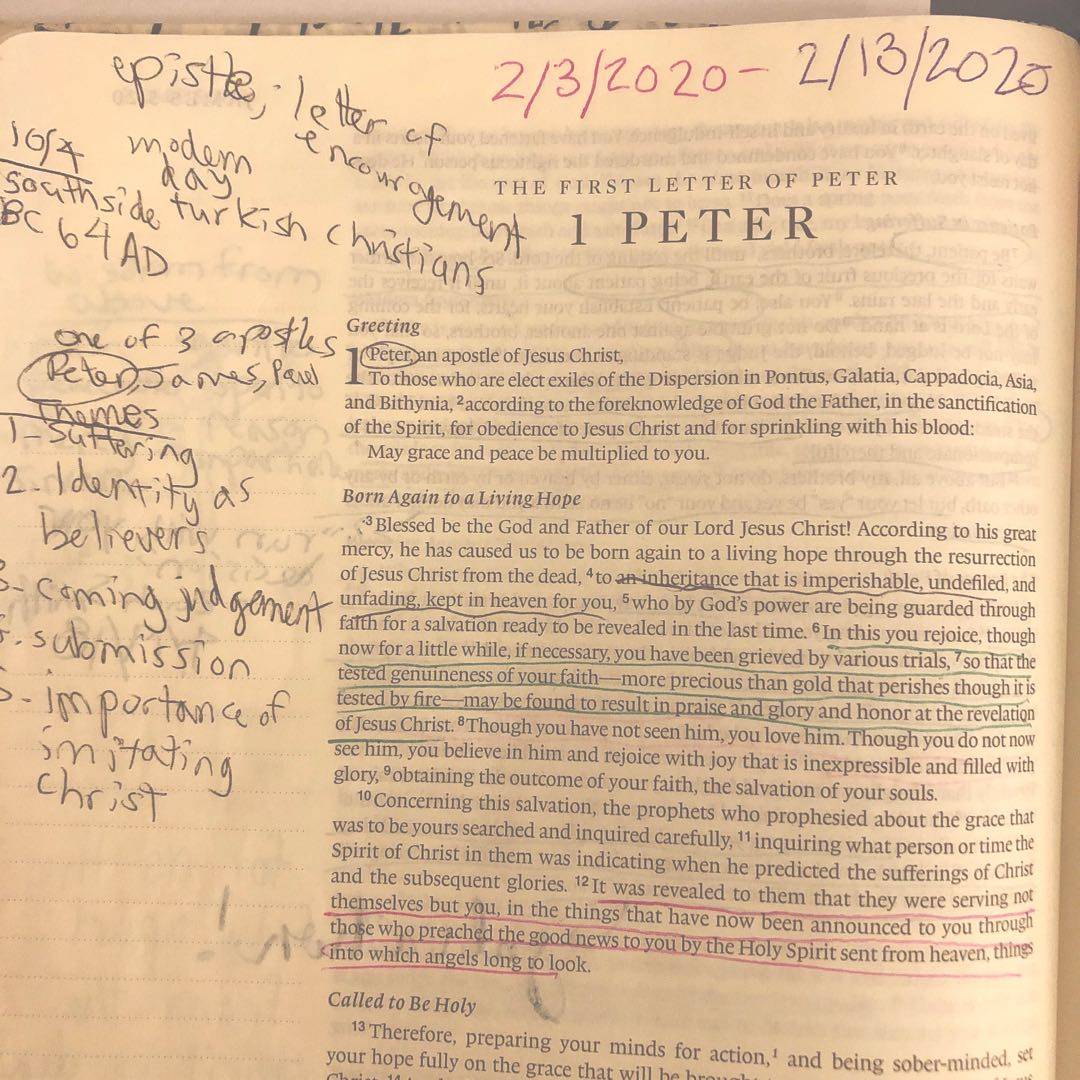 epistle; letter of encouragement
2/3/2020 - 2/13/2020
10/4
modern day
southside turkish christians
BC 64 AD
one of 3 apostles
Peter, James, Paul
Themes
1 - Suffering
2. Identity as
believers
3 - coming judgement
submission
5 - importance of
imitating
Christ
THE FIRST LETTER OF PETER
1 PETER
Greeting
1 Peter, an apostle of Jesus Christ,
To those who are elect exiles of the Dispersion in Pontus, Galatia, Cappadocia, Asia,
and Bithynia, 2 according to the foreknowledge of God the Father, in the sanctification
of the Spirit, for obedience to Jesus Christ and for sprinkling with his blood:
May grace and peace be multiplied to you.
Born Again to a Living Hope
3 Blessed be the God and Father of our Lord Jesus Christ! According to his great
mercy, he has caused us to be born again to a living hope through the resurrection
of Jesus Christ from the dead, 4 to an inheritance that is imperishable, undefiled, and
unfading, kept in heaven for you, 5 who by God's power are being guarded through
faith for a salvation ready to be revealed in the last time. 6 In this you rejoice, though
now for a little while, if necessary, you have been grieved by various trials, 7 so that the
tested genuineness of your faith—more precious than gold that perishes though it is
tested by fire—may be found to result in praise and glory and honor at the revelation
of Jesus Christ. 8 Though you have not seen him, you love him. Though you do not now
see him, you believe in him and rejoice with joy that is inexpressible and filled with
glory, 9 obtaining the outcome of your faith, the salvation of your souls.
10 Concerning this salvation, the prophets who prophesied about the grace that
was to be yours searched and inquired carefully, 11 inquiring what person or time the
Spirit of Christ in them was indicating when he predicted the sufferings of Christ
and the subsequent glories. 12 It was revealed to them that they were serving not
themselves but you, in the things that have now been announced to you through
those who preached the good news to you by the Holy Spirit sent from heaven, things
into which angels long to look.
Called to Be Holy
13 Therefore, preparing your minds for action,1 and being sober-minded, set
your hope fully on the grace that will be